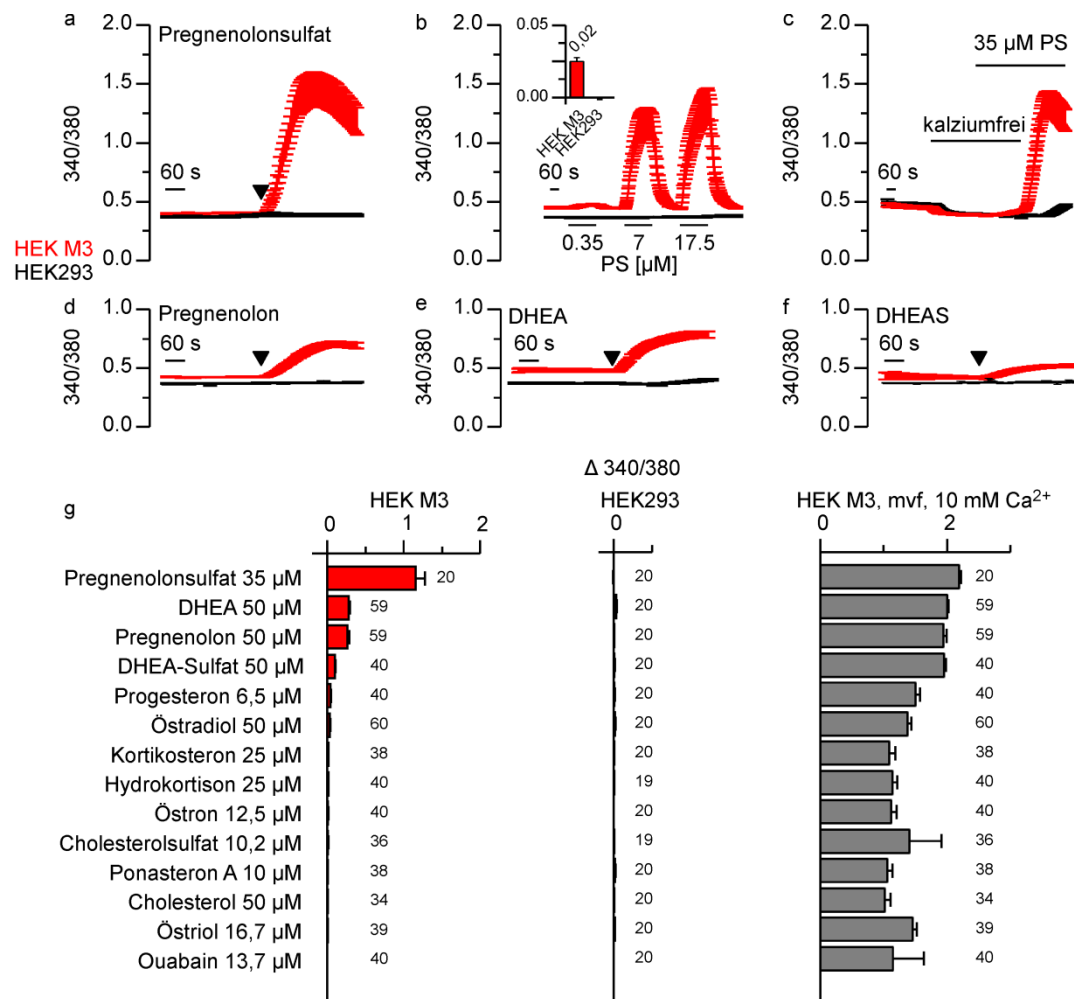 a
2.0
1.5
1.0
0.5
0.0
340/380
Pregnenolonsulfat
60 s
b
2.0
1.5
1.0
0.5
0.0
340/380
0.05
0.00
0,02
HEK M3
HEK293
60 s
0.35
7
17.5
PS [µM]
c
2.0
1.5
1.0
0.5
0.0
340/380
35 µM PS
kalziumfrei
60 s
HEK M3
HEK293
d
1.0
0.5
0.0
340/380
Pregnenolon
60 s
e
1.0
0.5
0.0
340/380
DHEA
60 s
f
1.0
0.5
0.0
340/380
DHEAS
60 s
g
Δ 340/380
HEK M3
HEK293
HEK M3, mvf, 10 mM Ca²⁺
0 1 2
0
0 2
Pregnenolonsulfat 35 µM 20 20 20
DHEA 50 µM 59 20 59
Pregnenolon 50 µM 59 20 59
DHEA-Sulfat 50 µM 40 20 40
Progesteron 6,5 µM 40 20 40
Östradiol 50 µM 60 20 60
Kortikosteron 25 µM 38 20 38
Hydrokortison 25 µM 40 19 40
Östron 12,5 µM 40 20 40
Cholesterolsulfat 10,2 µM 36 19 36
Ponasteron A 10 µM 38 20 38
Cholesterol 50 µM 34 20 34
Östriol 16,7 µM 39 20 39
Ouabain 13,7 µM 40 20 40